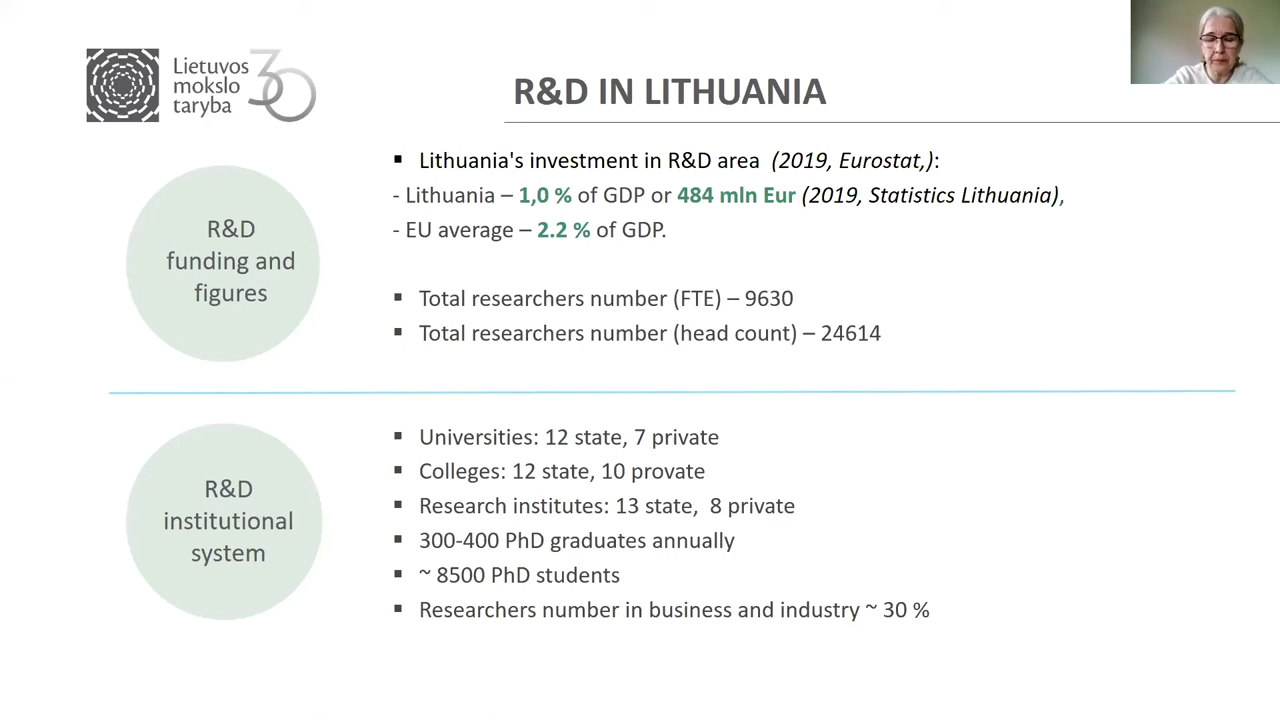 Lietuvos
mokslo
taryba
30
R&D IN LITHUANIA
R&D
funding and
figures
▪ Lithuania's investment in R&D area (2019, Eurostat,):
- Lithuania – 1,0 % of GDP or 484 mln Eur (2019, Statistics Lithuania),
- EU average – 2.2 % of GDP.
▪ Total researchers number (FTE) – 9630
▪ Total researchers number (head count) – 24614
R&D
institutional
system
▪ Universities: 12 state, 7 private
▪ Colleges: 12 state, 10 provate
▪ Research institutes: 13 state, 8 private
▪ 300-400 PhD graduates annually
▪ ~ 8500 PhD students
▪ Researchers number in business and industry ~ 30 %